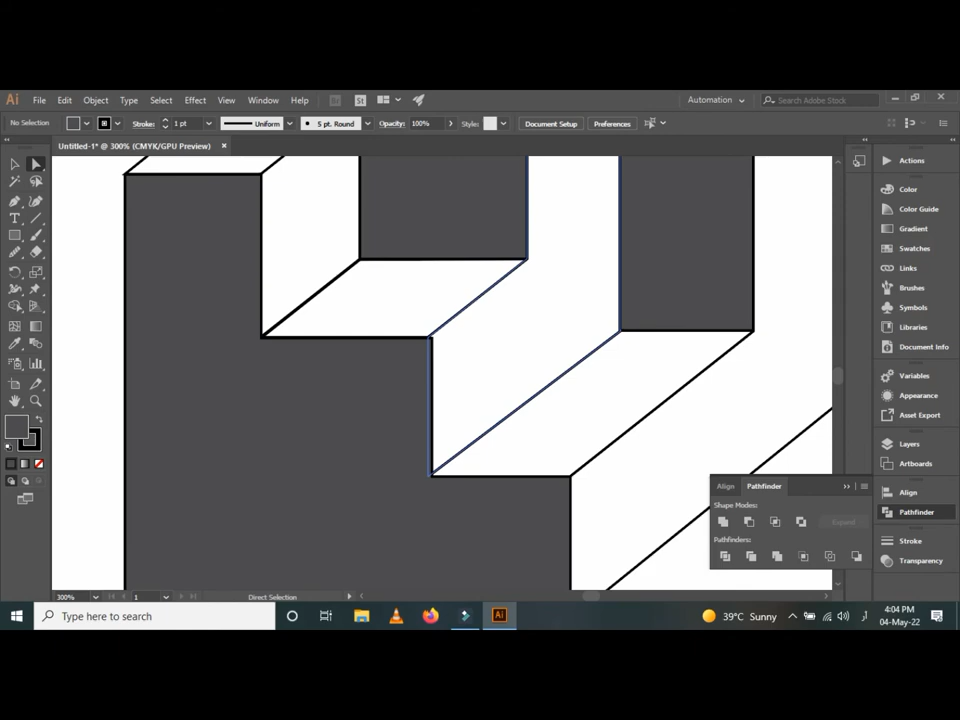 Ai File Edit Object Type Select Effect View Window Help Br St Automation Search Adobe Stock
No Selection Stroke: 1 pt Uniform 5 pt. Round Opacity: 100% Style: Document Setup Preferences
Untitled-1* @ 300% (CMYK/GPU Preview) ×
Actions
Color
Color Guide
Gradient
Swatches
Links
Brushes
Symbols
Libraries
Document Info
Variables
Appearance
Asset Export
Layers
Artboards
Align
Pathfinder
Stroke
Transparency
Align Pathfinder
Shape Modes:
Expand
Pathfinders:
300% 1 Direct Selection
Type here to search Ai 39°C Sunny 4:04 PM
04-May-22